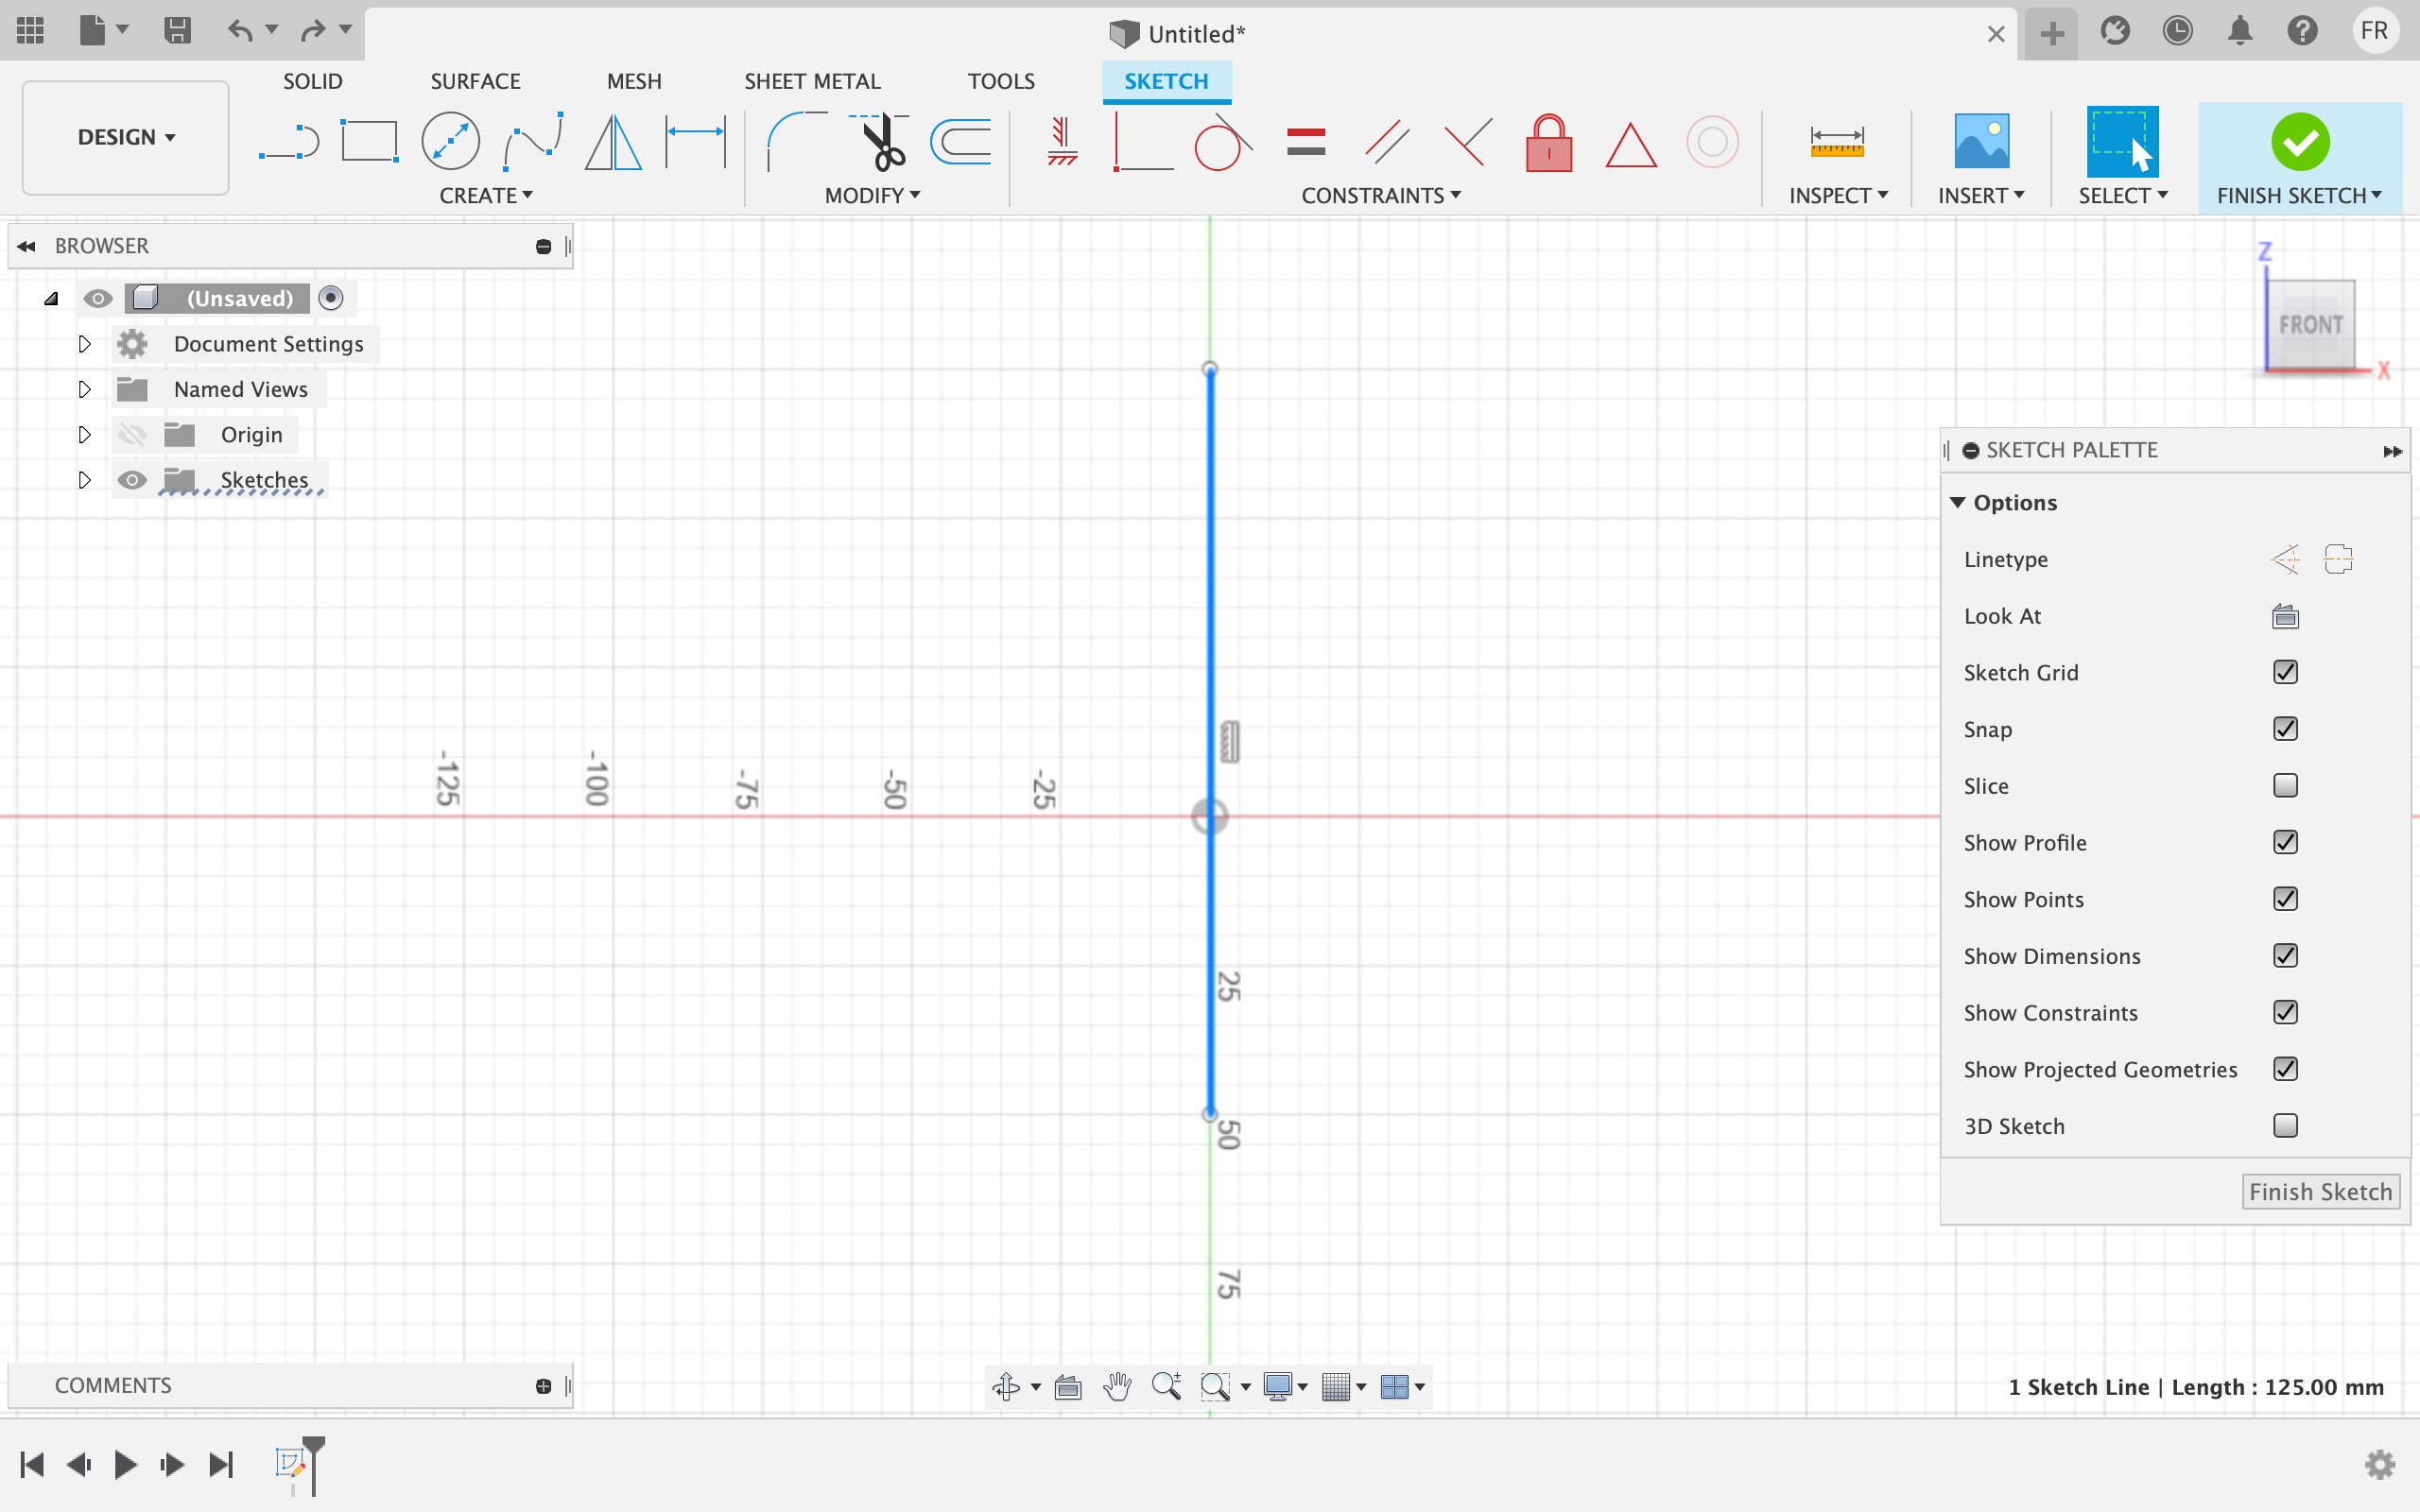 Untitled*
FR
DESIGN
SOLID
SURFACE
MESH
SHEET METAL
TOOLS
SKETCH
CREATE
MODIFY
CONSTRAINTS
INSPECT
INSERT
SELECT
FINISH SKETCH
BROWSER
(Unsaved)
Document Settings
Named Views
Origin
Sketches
Z
FRONT
X
SKETCH PALETTE
Options
Linetype
Look At
Sketch Grid
Snap
Slice
Show Profile
Show Points
Show Dimensions
Show Constraints
Show Projected Geometries
3D Sketch
Finish Sketch
-125
-100
-75
-50
-25
25
50
75
COMMENTS
1 Sketch Line | Length : 125.00 mm